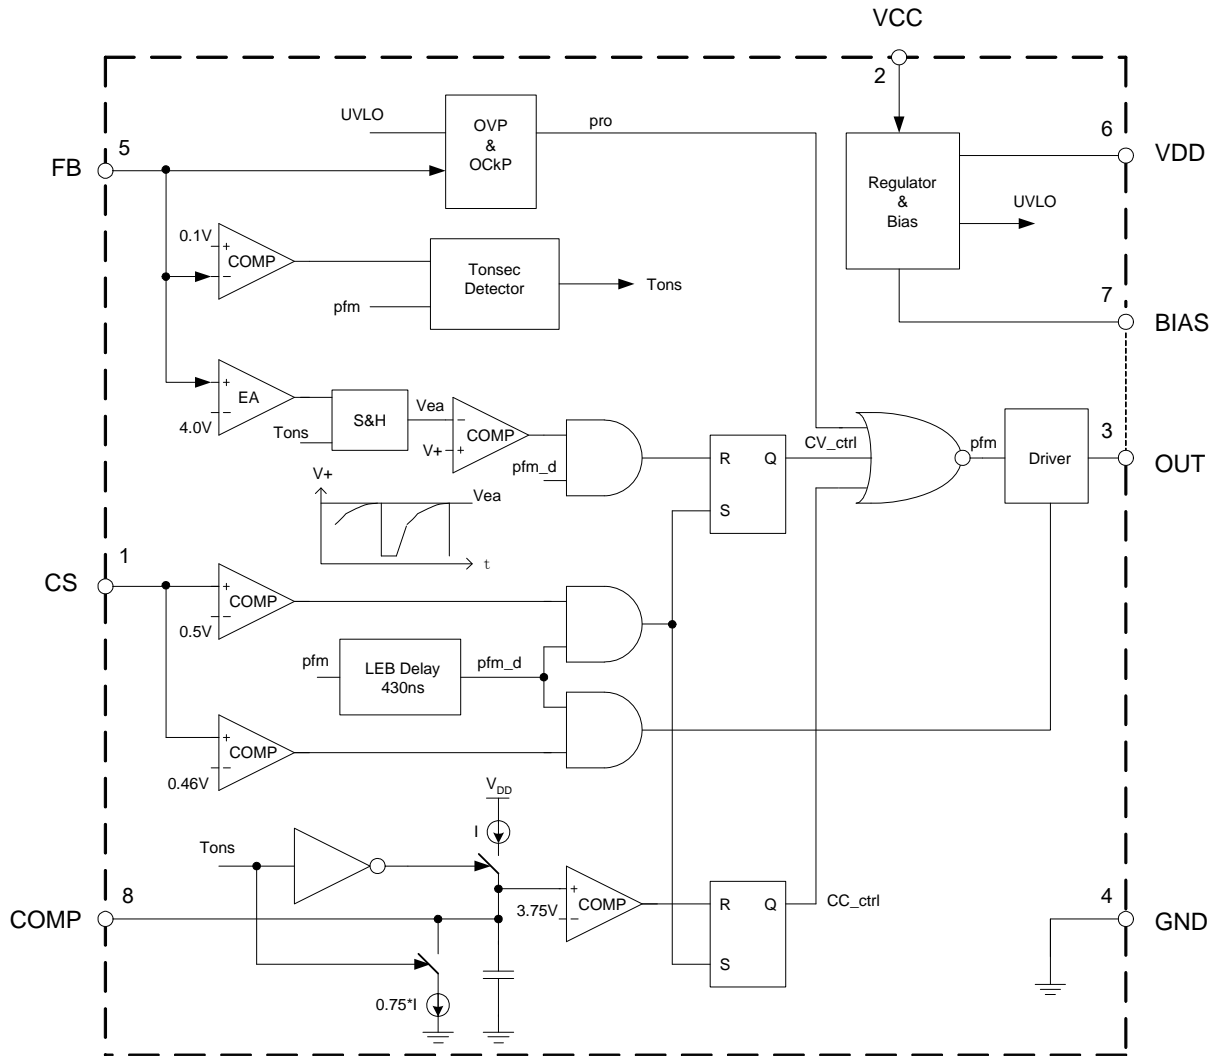 VCC
2
UVLO
OVP
&
OCkP
pro
5
FB
6
VDD
Regulator
&
Bias
UVLO
0.1V
+
COMP
−
Tonsec
Detector
Tons
pfm
7
BIAS
+
EA
−
4.0V
S&H
Tons
Vea
−
COMP
V+
+
pfm_d
R
Q
S
CV_ctrl
pfm
Driver
3
OUT
V+
Vea
t
1
CS
+
COMP
−
0.5V
pfm
LEB Delay
430ns
pfm_d
+
COMP
−
0.46V
VDD
I
Tons
8
COMP
+
COMP
3.75V
−
R
Q
S
CC_ctrl
4
GND
0.75*I